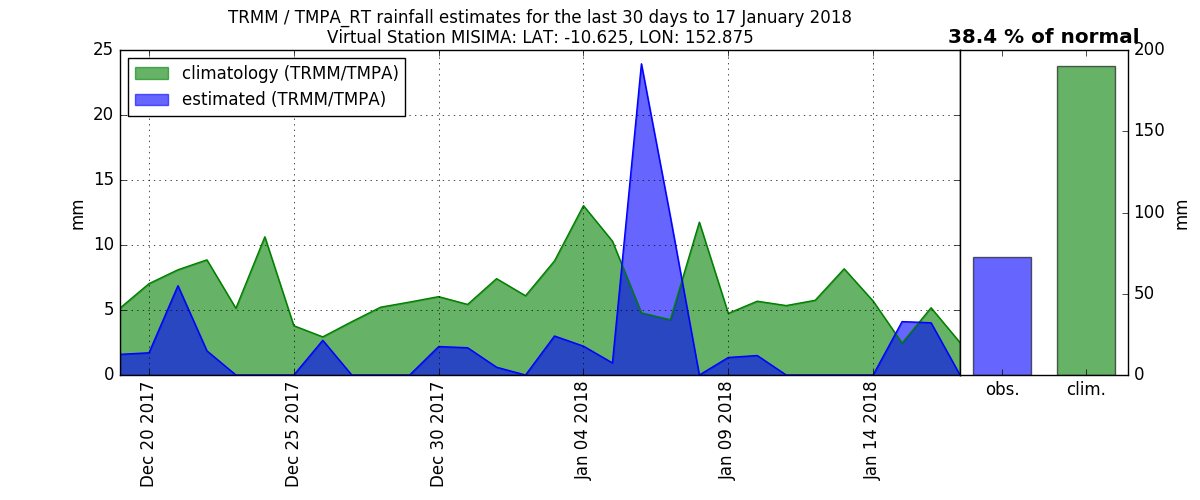 TRMM / TMPA_RT rainfall estimates for the last 30 days to 17 January 2018
Virtual Station MISIMA: LAT: -10.625, LON: 152.875
38.4 % of normal
climatology (TRMM/TMPA)
estimated (TRMM/TMPA)
25
20
15
10
5
0
mm
Dec 20 2017
Dec 25 2017
Dec 30 2017
Jan 04 2018
Jan 09 2018
Jan 14 2018
obs.
clim.
200
150
100
50
0
mm